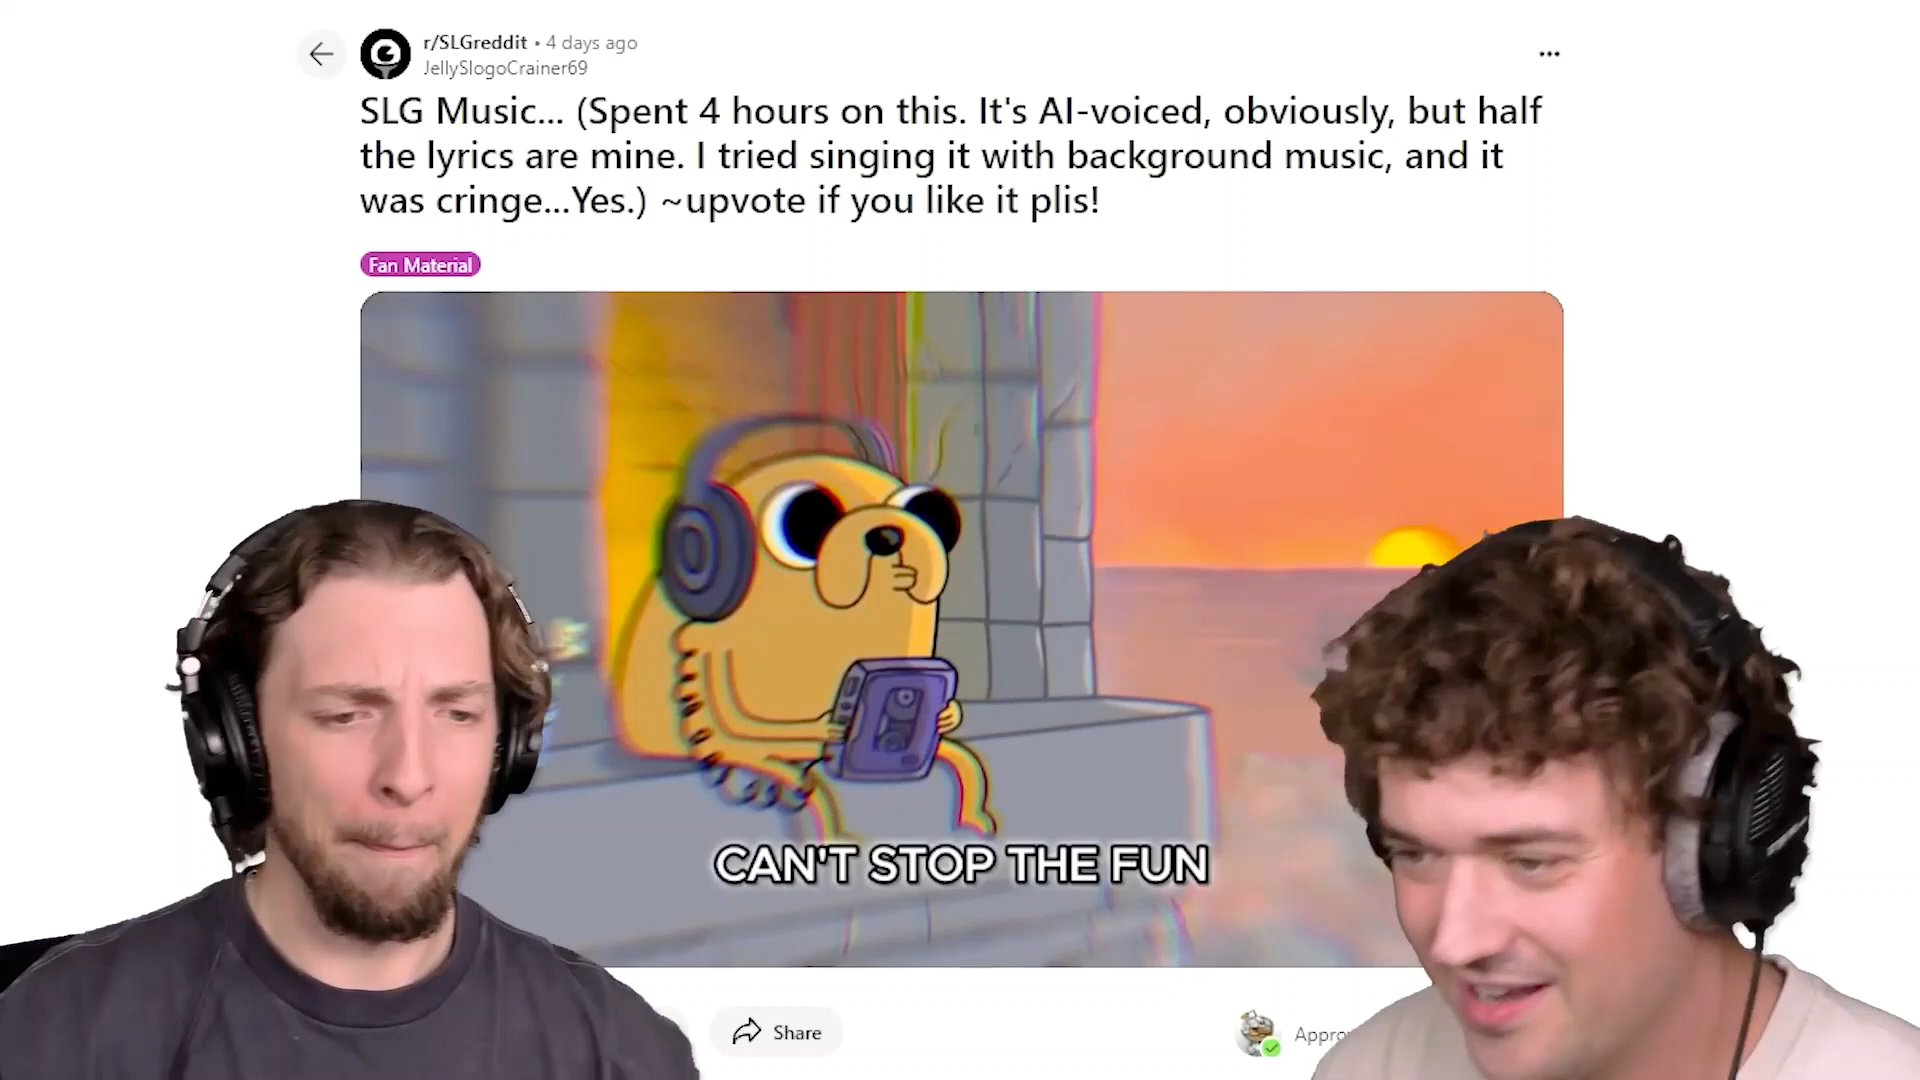 r/SLGreddit • 4 days ago
JellySlogoCrainer69
SLG Music... (Spent 4 hours on this. It's AI-voiced, obviously, but half
the lyrics are mine. I tried singing it with background music, and it
was cringe...Yes.) ~upvote if you like it plis!
Fan Material
CAN'T STOP THE FUN
Share